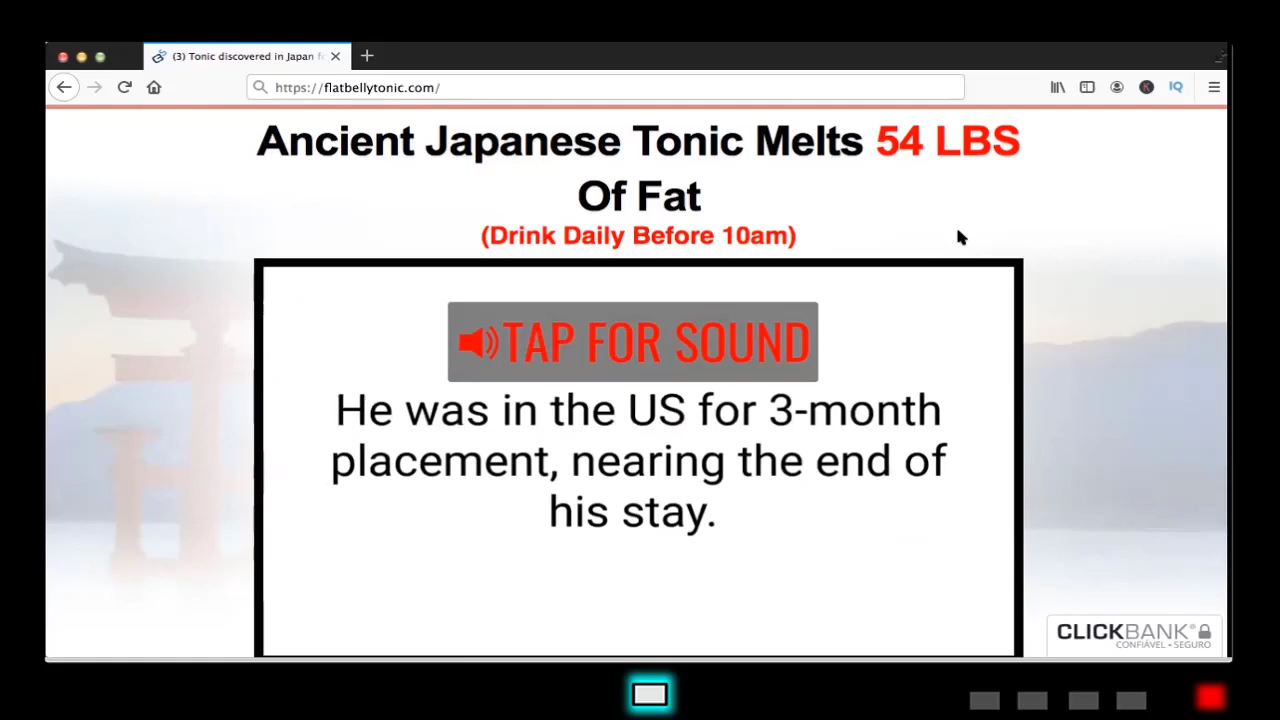 (3) Tonic discovered in Japan f
https://flatbellytonic.com/
IQ
Ancient Japanese Tonic Melts 54 LBS
Of Fat
(Drink Daily Before 10am)
TAP FOR SOUND
He was in the US for 3-month
placement, nearing the end of
his stay.
CLICKBANK®
CONFIÁVEL • SEGURO